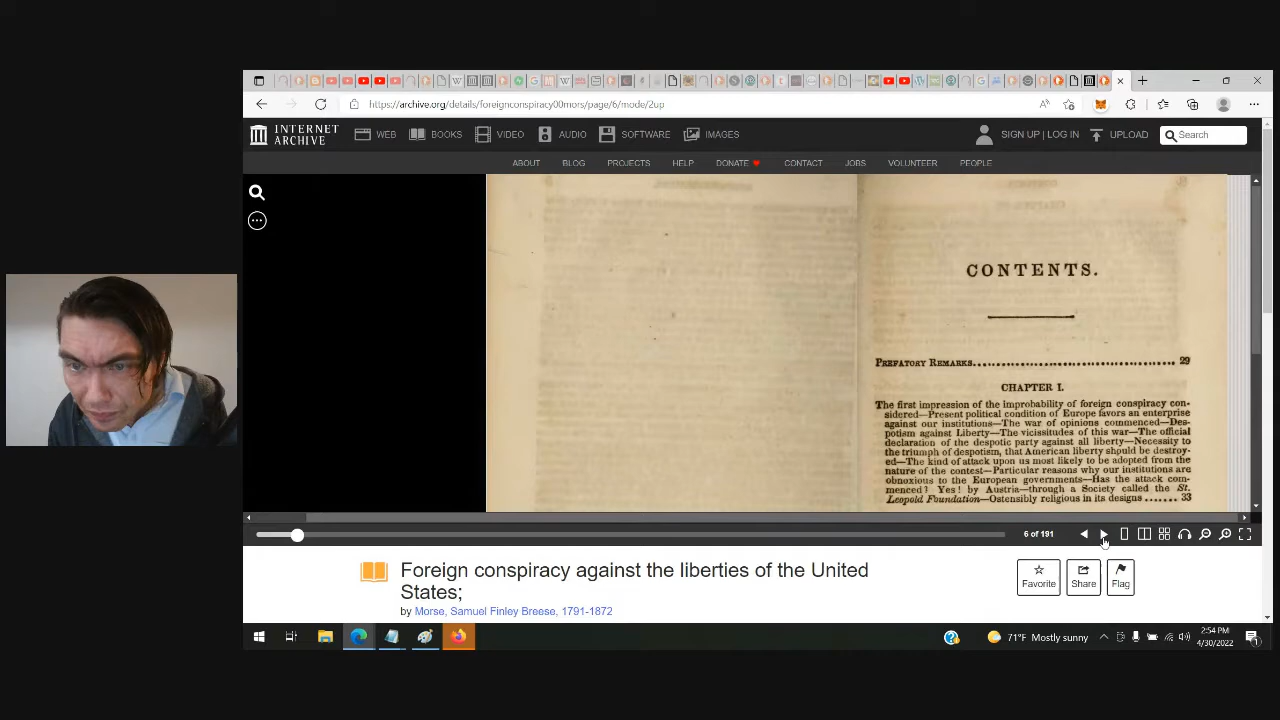 https://archive.org/details/foreignconspiracy00mors/page/6/mode/2up
INTERNET
ARCHIVE
WEB BOOKS VIDEO AUDIO SOFTWARE IMAGES
SIGN UP | LOG IN UPLOAD Search
ABOUT BLOG PROJECTS HELP DONATE CONTACT JOBS VOLUNTEER PEOPLE
CONTENTS.
PREFATORY REMARKS. 29
CHAPTER I.
The first impression of the improbability of foreign conspiracy con-
sidered—Present political condition of Europe favors an enterprise
against our institutions—The war of opinions commenced—Des-
potism against Liberty—The vicissitudes of this war—The official
declaration of the despotic party against all liberty—Necessity to
the triumph of despotism, that American liberty should be destroy-
ed—The kind of attack upon us most likely to be adopted from the
nature of the contest—Particular reasons why our institutions are
obnoxious to the European governments—Has the attack com-
menced? Yes! by Austria—through a Society called the St.
Leopold Foundation—Ostensibly religious in its designs ....... 33
6 of 191
Foreign conspiracy against the liberties of the United
States;
by Morse, Samuel Finley Breese, 1791-1872
Favorite Share Flag
71°F Mostly sunny
2:54 PM
4/30/2022